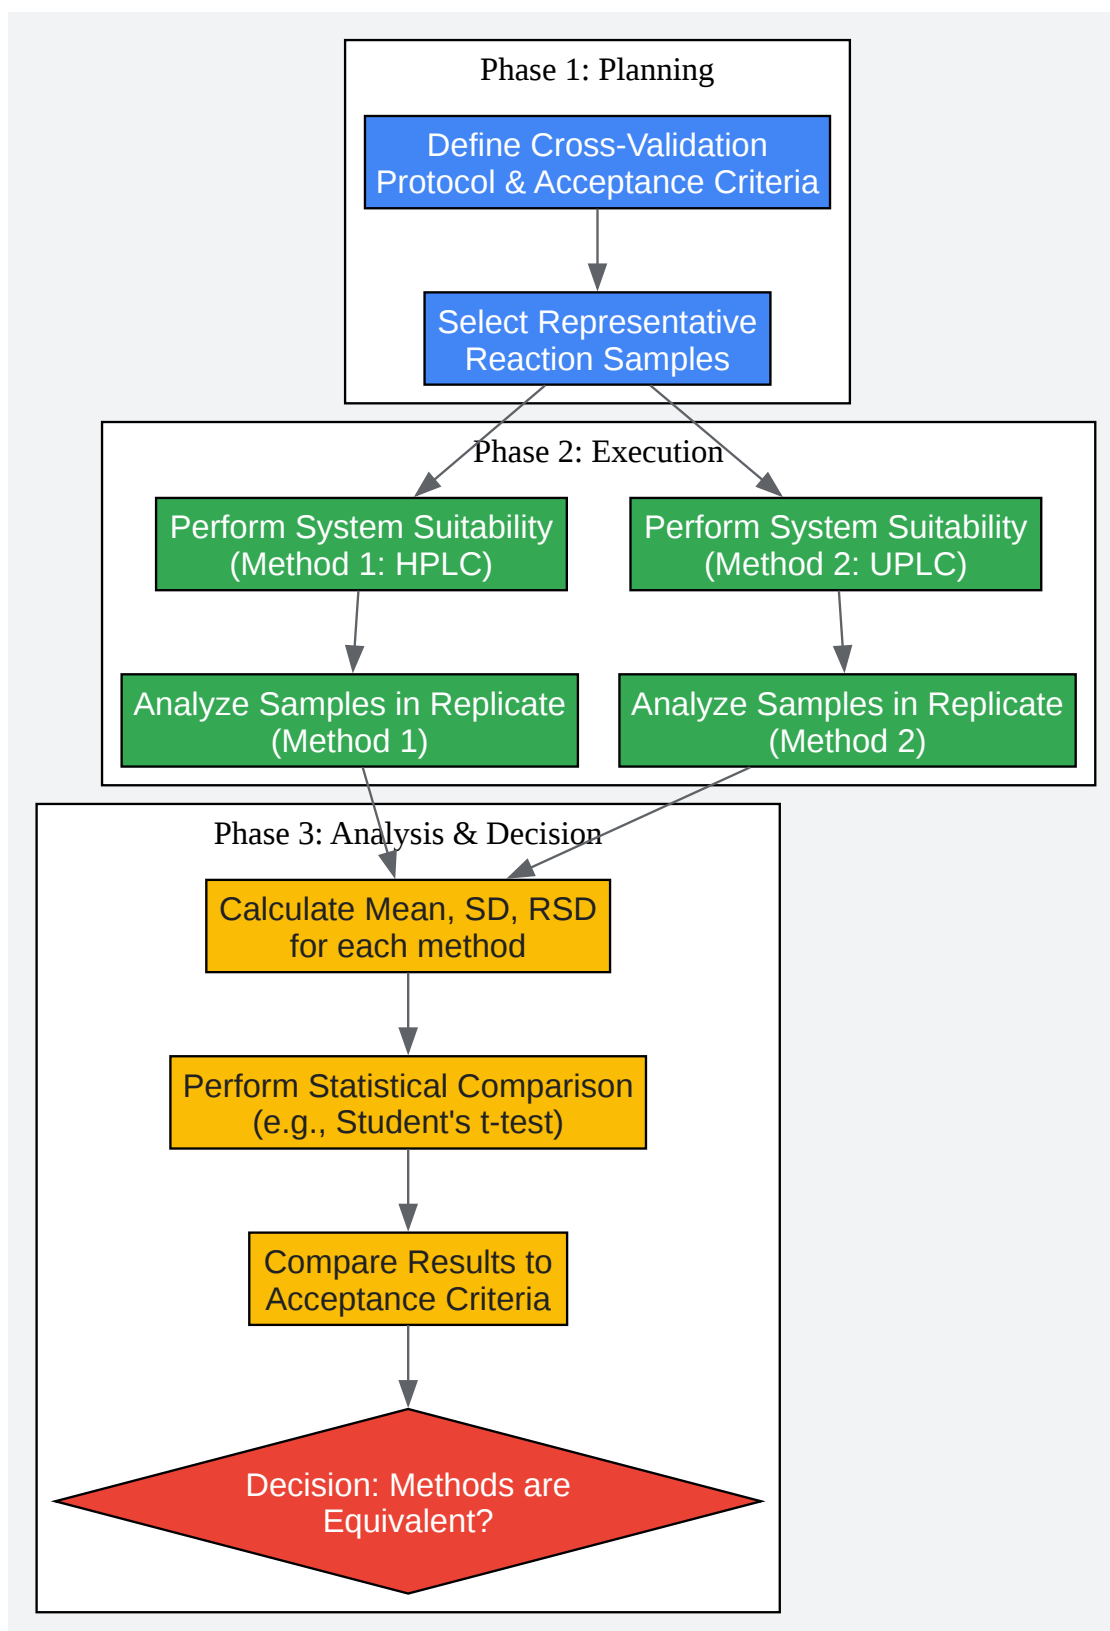 Phase 1: Planning
Define Cross-Validation
Protocol & Acceptance Criteria
Select Representative
Reaction Samples
Phase 2: Execution
Perform System Suitability
(Method 1: HPLC)
Perform System Suitability
(Method 2: UPLC)
Analyze Samples in Replicate
(Method 1)
Analyze Samples in Replicate
(Method 2)
Phase 3: Analysis & Decision
Calculate Mean, SD, RSD
for each method
Perform Statistical Comparison
(e.g., Student's t-test)
Compare Results to
Acceptance Criteria
Decision: Methods are
Equivalent?